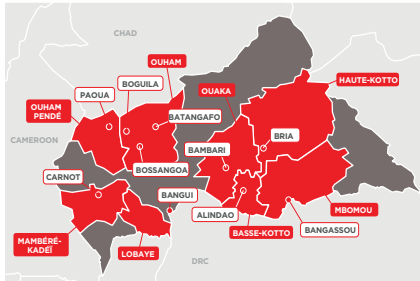 CHAD
OUHAM
BOGUILA
PAOUA
HAUTE-KOTTO
OUAKA
OUHAM
PENDÉ
BATANGAFO
CAMEROON
BRIA
BAMBARI
BOSSANGOA
CARNOT
BANGUI
MBOMOU
ALINDAO
BANGASSOU
BASSE-KOTTO
MAMBÉRÉ-
KADEÏ
LOBAYE
DRC